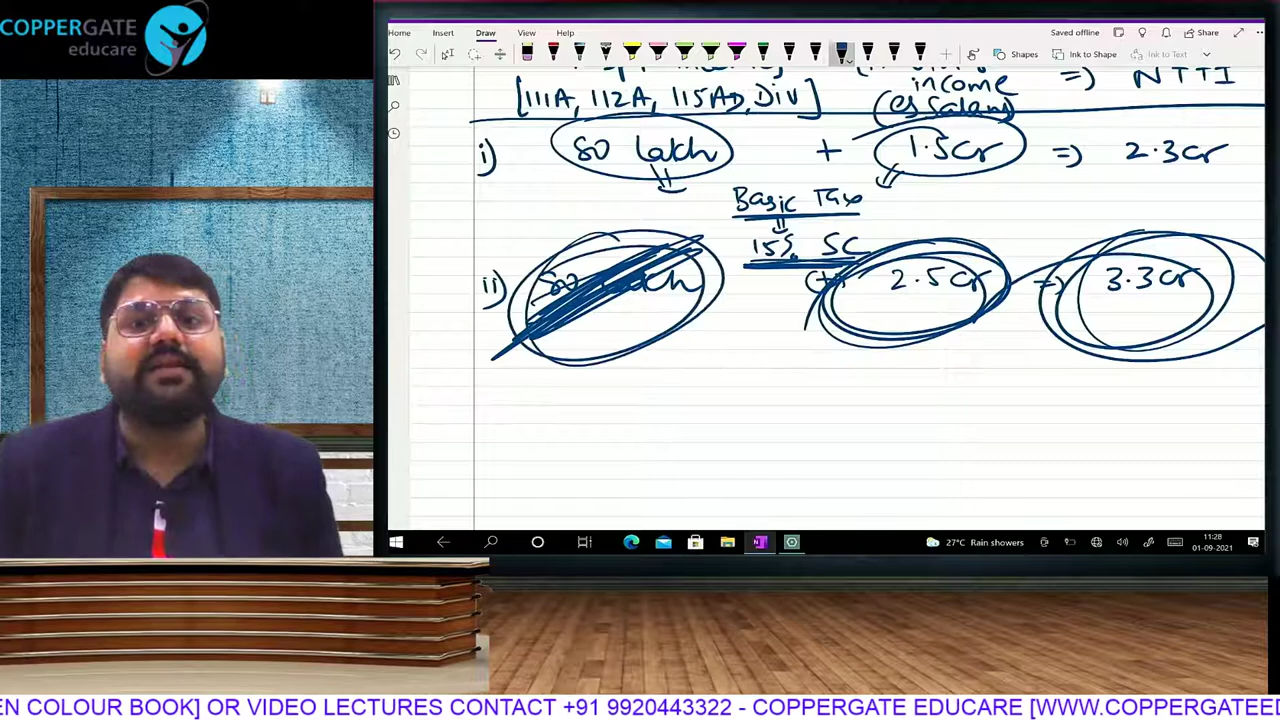 COPPERGATE
educare
Home Insert Draw View Help
Saved offline
Share
Shapes
Ink to Shape
Ink to Text
income => NTTI
[111A, 112A, 115AD, Div] (eg salary)
i) 80 lakh + 1.5cr => 2.3cr
Basic Tax
15% SC
ii) 80 lakh (+) 2.5cr => 3.3cr
27°C Rain showers
11:28
01-09-2021
EN COLOUR BOOK] OR VIDEO LECTURES CONTACT +91 9920443322 - COPPERGATE EDUCARE [WWW.COPPERGATEE